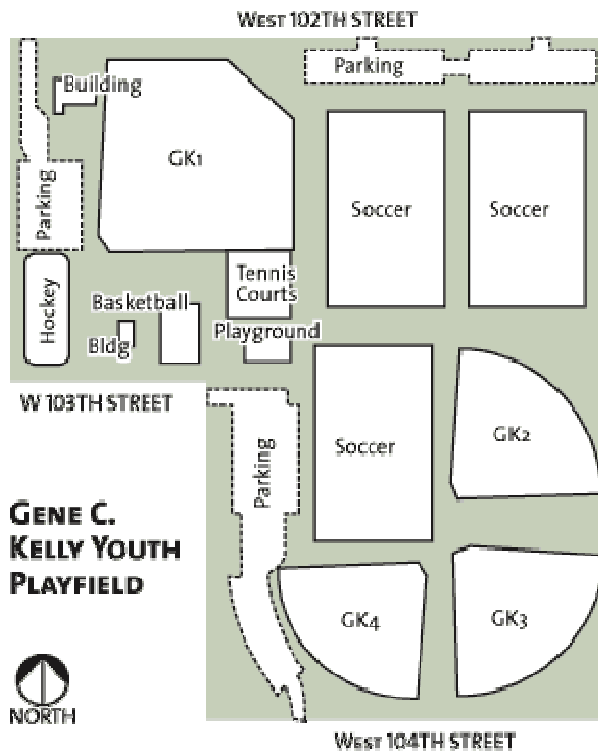 WEST 102TH STREET
Parking
Building
GK1
Parking
Soccer
Soccer
Hockey
Tennis
Courts
Basketball
Playground
Bldg
W 103TH STREET
Parking
Soccer
GK2
GENE C.
KELLY YOUTH
PLAYFIELD
GK4
GK3
NORTH
WEST 104TH STREET